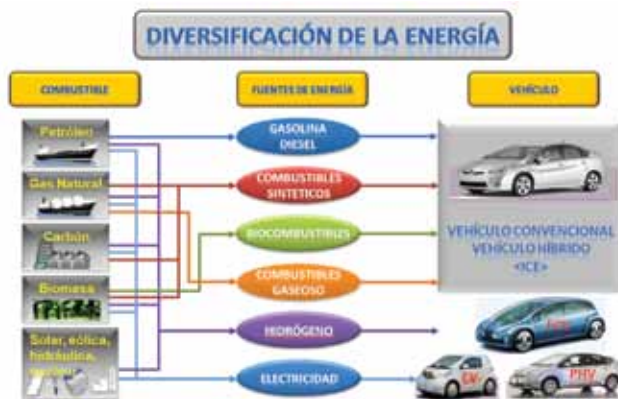 DIVERSIFICACIÓN DE LA ENERGÍA
COMBUSTIBLE
FUENTES DE ENERGÍA
VEHÍCULO
Petróleo
Gas Natural
Carbón
Biomasa
Solar, eólica,
hidráulica,
GASOLINA
DIESEL
COMBUSTIBLES
SINTETICOS
BIOCOMBUSTIBLES
COMBUSTIBLES
GASEOSO
HIDRÓGENO
ELECTRICIDAD
VEHÍCULO CONVENCIONAL
VEHÍCULO HÍBRIDO
<ICE>
EV
PHV